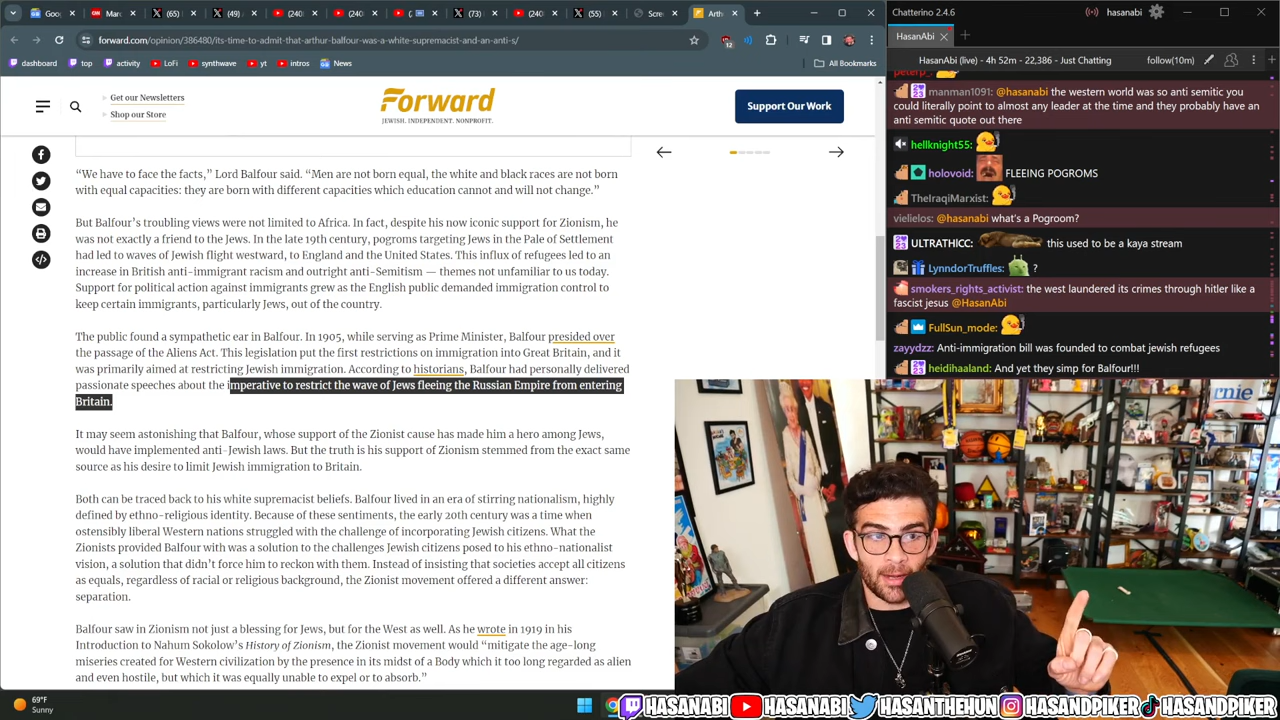 Goo
Mar
(65)
(49)
(240
(240
(
(73)
(240
(55)
Scre
Arth
Chatterino 2.4.6
hasanabi
forward.com/opinion/386480/its-time-to-admit-that-arthur-balfour-was-a-white-supremacist-and-an-anti-s/
12
HasanAbi
dashboard
top
activity
LoFi
synthwave
yt
intros
News
All Bookmarks
HasanAbi (live) - 4h 52m - 22,386 - Just Chatting
follow(10m)
Get our Newsletters
Shop our Store
Forward
JEWISH. INDEPENDENT. NONPROFIT.
Support Our Work
“We have to face the facts,” Lord Balfour said. “Men are not born equal, the white and black races are not born
with equal capacities: they are born with different capacities which education cannot and will not change.”
But Balfour’s troubling views were not limited to Africa. In fact, despite his now iconic support for Zionism, he
was not exactly a friend to the Jews. In the late 19th century, pogroms targeting Jews in the Pale of Settlement
had led to waves of Jewish flight westward, to England and the United States. This influx of refugees led to an
increase in British anti-immigrant racism and outright anti-Semitism — themes not unfamiliar to us today.
Support for political action against immigrants grew as the English public demanded immigration control to
keep certain immigrants, particularly Jews, out of the country.
The public found a sympathetic ear in Balfour. In 1905, while serving as Prime Minister, Balfour presided over
the passage of the Aliens Act. This legislation put the first restrictions on immigration into Great Britain, and it
was primarily aimed at restricting Jewish immigration. According to historians, Balfour had personally delivered
passionate speeches about the imperative to restrict the wave of Jews fleeing the Russian Empire from entering
Britain.
It may seem astonishing that Balfour, whose support of the Zionist cause has made him a hero among Jews,
would have implemented anti-Jewish laws. But the truth is his support of Zionism stemmed from the exact same
source as his desire to limit Jewish immigration to Britain.
Both can be traced back to his white supremacist beliefs. Balfour lived in an era of stirring nationalism, highly
defined by ethno-religious identity. Because of these sentiments, the early 20th century was a time when
ostensibly liberal Western nations struggled with the challenge of incorporating Jewish citizens. What the
Zionists provided Balfour with was a solution to the challenges Jewish citizens posed to his ethno-nationalist
vision, a solution that didn’t force him to reckon with them. Instead of insisting that societies accept all citizens
as equals, regardless of racial or religious background, the Zionist movement offered a different answer:
separation.
Balfour saw in Zionism not just a blessing for Jews, but for the West as well. As he wrote in 1919 in his
Introduction to Nahum Sokolow’s History of Zionism, the Zionist movement would “mitigate the age-long
miseries created for Western civilization by the presence in its midst of a Body which it too long regarded as alien
and even hostile, but which it was equally unable to expel or to absorb.”
manman1091: @hasanabi the western world was so anti semitic you
could literally point to almost any leader at the time and they probably have an
anti semitic quote out there
hellknight55:
holovoid: FLEEING POGROMS
TheIraqiMarxist:
vielielos: @hasanabi what's a Pogroom?
ULTRATHICC: this used to be a kaya stream
LynndorTruffles: ?
smokers_rights_activist: the west laundered its crimes through hitler like a
fascist jesus @HasanAbi
FullSun_mode:
zayydzz: Anti-immigration bill was founded to combat jewish refugees
heidihaaland: And yet they simp for Balfour!!!
69°F
Sunny
HASANABI
HASANABI
HASANTHEHUN
HASANDPIKER
HASANDPIKER